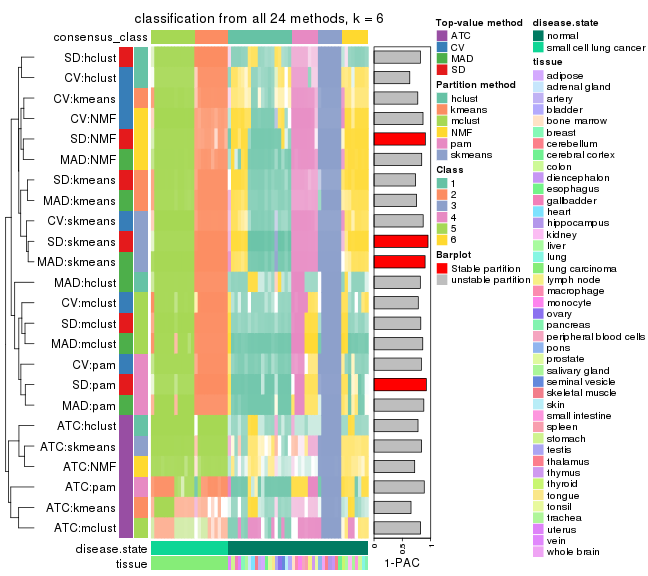 classification from all 24 methods, k = 6
consensus_class
SD:hclust
CV:hclust
CV:kmeans
CV:NMF
SD:NMF
MAD:NMF
SD:kmeans
MAD:kmeans
CV:skmeans
SD:skmeans
MAD:skmeans
MAD:hclust
CV:mclust
SD:mclust
MAD:mclust
CV:pam
SD:pam
MAD:pam
ATC:hclust
ATC:skmeans
ATC:NMF
ATC:pam
ATC:kmeans
ATC:mclust
disease.state
tissue
0
0.5
1
1-PAC
Top-value method
ATC
CV
MAD
SD
Partition method
hclust
kmeans
mclust
NMF
pam
skmeans
Class
1
2
3
4
5
6
Barplot
Stable partition
unstable partition
disease.state
normal
small cell lung cancer
tissue
adipose
adrenal gland
artery
bladder
bone marrow
breast
cerebellum
cerebral cortex
colon
diencephalon
esophagus
gallbladder
heart
hippocampus
kidney
liver
lung
lung carcinoma
lymph node
macrophage
monocyte
ovary
pancreas
peripheral blood cells
pons
prostate
salivary gland
seminal vesicle
skeletal muscle
skin
small intestine
spleen
stomach
testis
thalamus
thymus
thyroid
tongue
tonsil
trachea
uterus
vein
whole brain